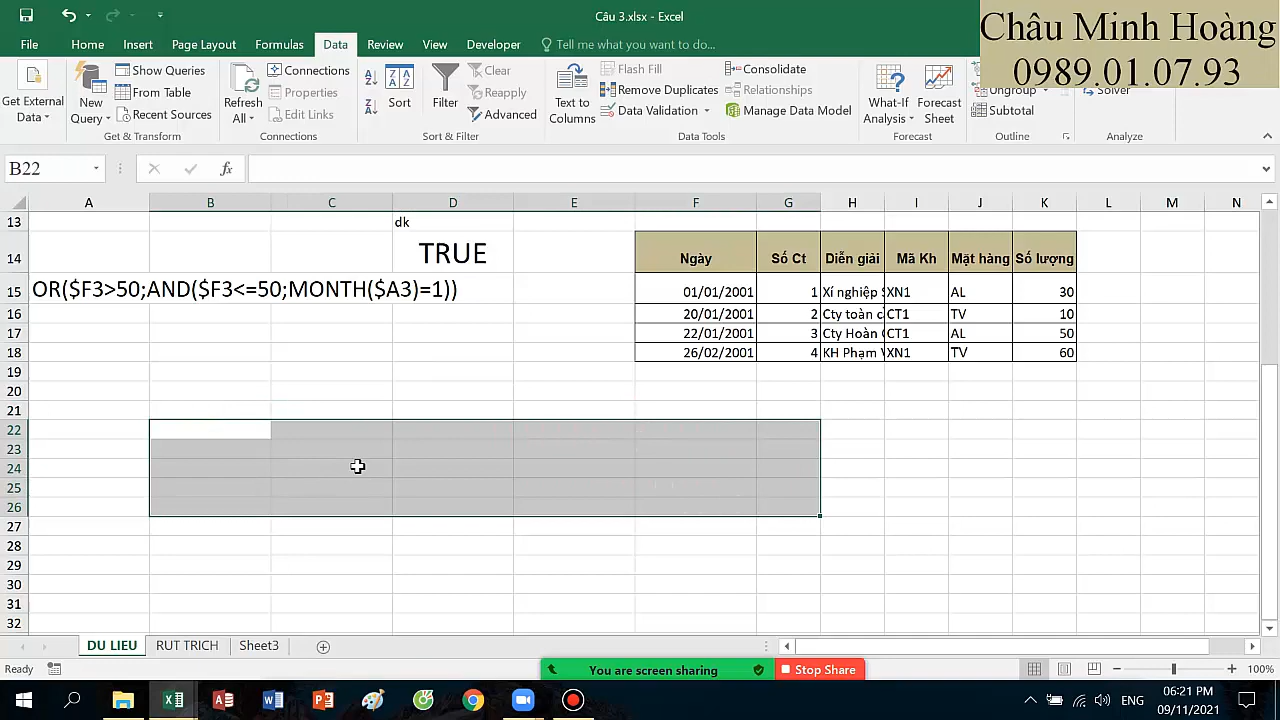 Câu 3.xlsx - Excel
Châu Minh Hoàng
0989.01.07.93
File Home Insert Page Layout Formulas Data Review View Developer Tell me what you want to do...
Get External Data
New Query
Show Queries
From Table
Recent Sources
Get & Transform
Refresh All
Connections
Properties
Edit Links
Connections
Sort
Filter
Clear
Reapply
Advanced
Sort & Filter
Text to Columns
Flash Fill
Remove Duplicates
Data Validation
Consolidate
Relationships
Manage Data Model
Data Tools
What-If Analysis
Forecast Sheet
Forecast
Ungroup
Subtotal
Outline
Solver
Analyze
B22 fx
A B C D E F G H I J K L M N
13 dk
14 TRUE Ngày Số Ct Diễn giải Mã Kh Mặt hàng Số lượng
15 OR($F3>50;AND($F3<=50;MONTH($A3)=1)) 01/01/2001 1 Xí nghiệp XN1 AL 30
16 20/01/2001 2 Cty toàn CT1 TV 10
17 22/01/2001 3 Cty Hoàn CT1 AL 50
18 26/02/2001 4 KH Phạm XN1 TV 60
19
20
21
22
23
24
25
26
27
28
29
30
31
32
DU LIEU RUT TRICH Sheet3
Ready You are screen sharing Stop Share 100%
ENG 06:21 PM
09/11/2021